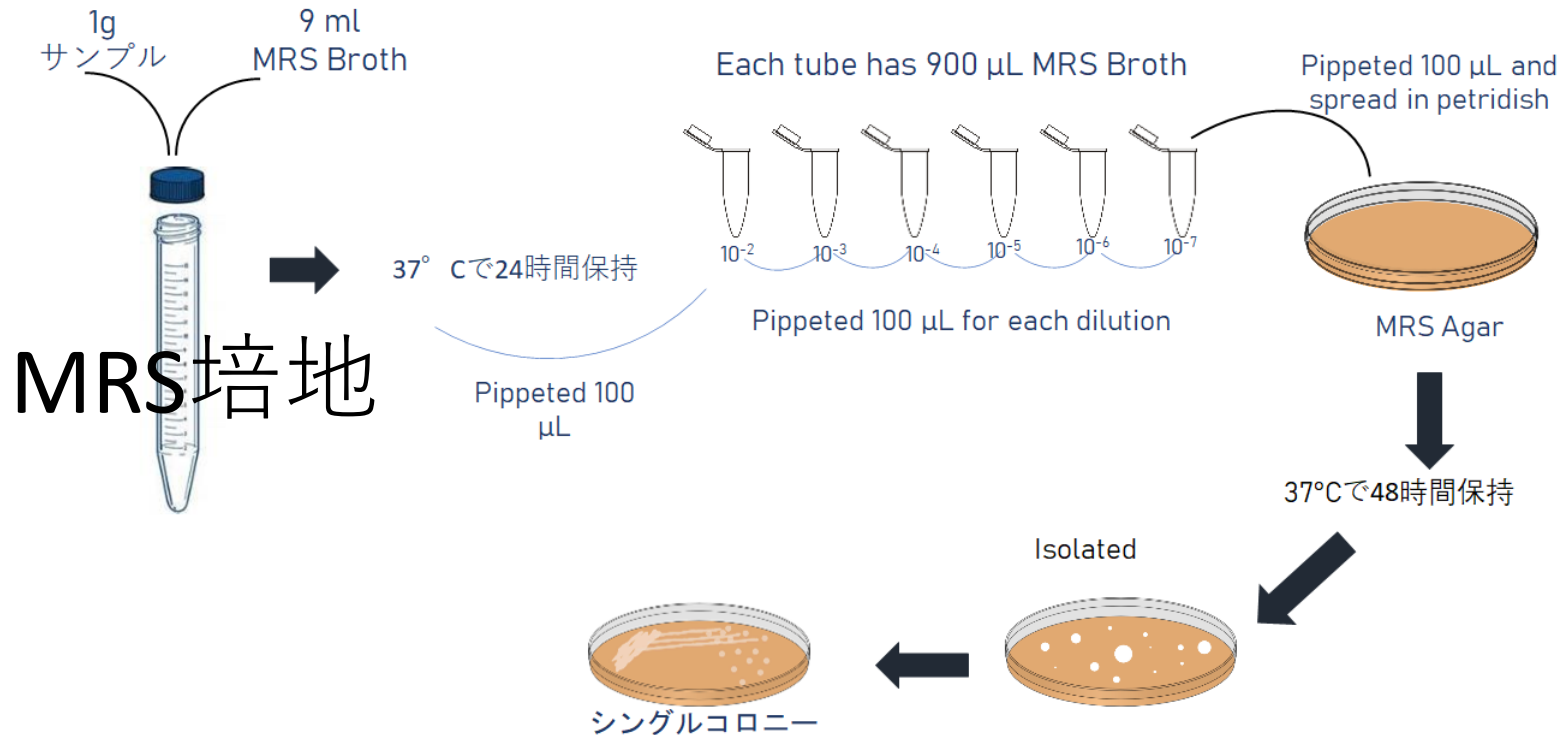 1g
サンプル
9 ml
MRS Broth
MRS培地
37° Cで24時間保持
Pippeted 100
µL
Each tube has 900 µL MRS Broth
10-2
10-3
10-4
10-5
10-6
10-7
Pippeted 100 µL for each dilution
Pippeted 100 µL and
spread in petridish
MRS Agar
37°Cで48時間保持
Isolated
シングルコロニー